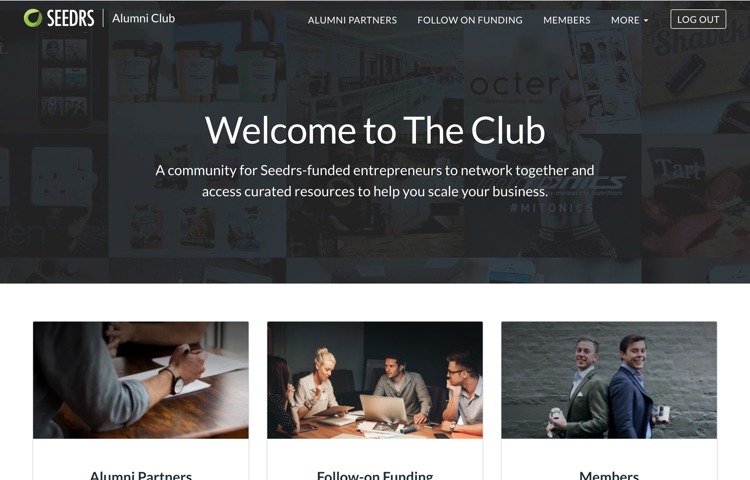 SEEDRS Alumni Club
ALUMNI PARTNERS FOLLOW ON FUNDING MEMBERS MORE LOG OUT
octer
Welcome to The Club
A community for Seedrs-funded entrepreneurs to network together and
access curated resources to help you scale your business.
Tart
#MITONICS
Alumni Partners Follow-on Funding Members